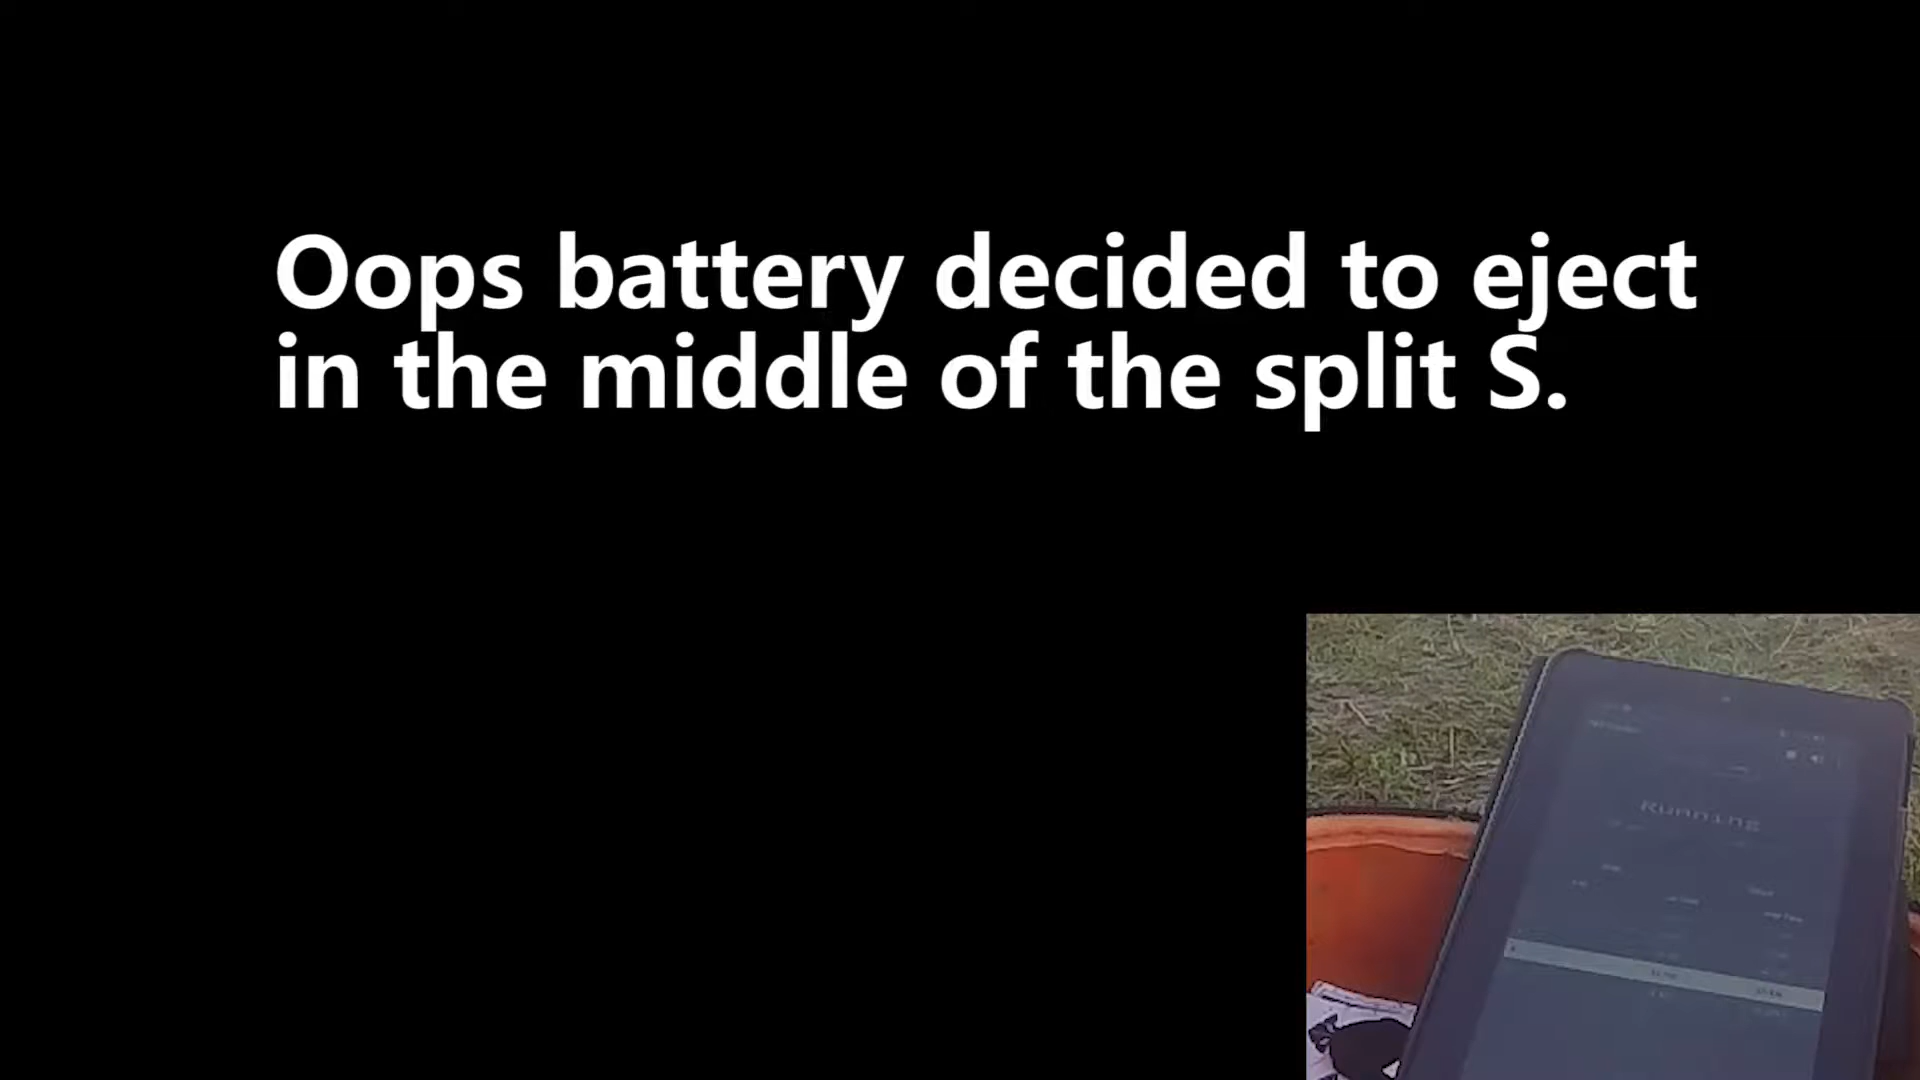 Oops battery decided to eject
in the middle of the split S.
Running